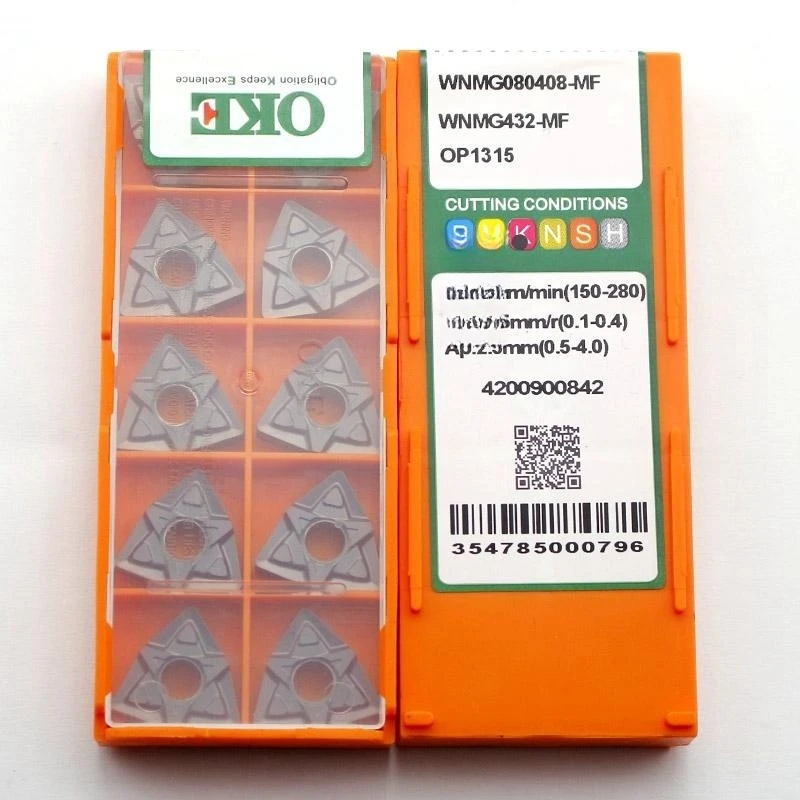 Obligation Keeps Excellence
OKE
WNMG080408-MF
WNMG432-MF
OP1315
CUTTING CONDITIONS
K N S H
m/min(150-280)
mm/r(0.1-0.4)
mm(0.5-4.0)
4200900842
354785000796